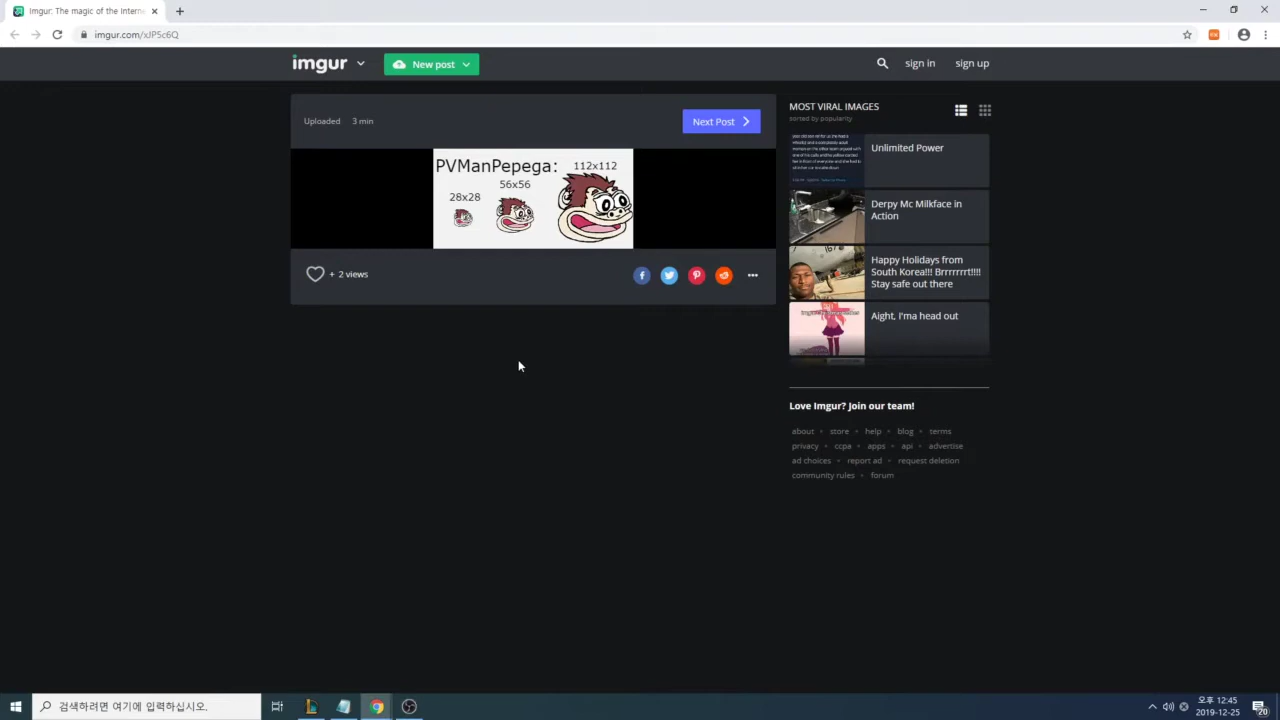 Imgur: The magic of the Interne
imgur.com/xJP5c6Q
imgur
New post
sign in
sign up
Uploaded 3 min
Next Post
PVManPepega:
112x112
56x56
28x28
+ 2 views
MOST VIRAL IMAGES
sorted by popularity
Unlimited Power
Derpy Mc Milkface in
Action
Happy Holidays from
South Korea!!! Brrrrrrrt!!!!
Stay safe out there
Aight, I'ma head out
Love Imgur? Join our team!
about • store • help • blog • terms
privacy • ccpa • apps • api • advertise
ad choices • report ad • request deletion
community rules • forum
검색하려면 여기에 입력하십시오.
오후 12:45
2019-12-25
20